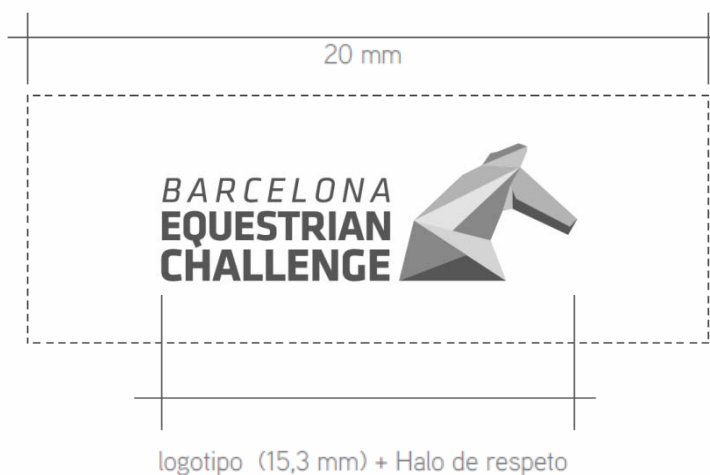 20 mm
BARCELONA
EQUESTRIAN
CHALLENGE
logotipo (15,3 mm) + Halo de respeto